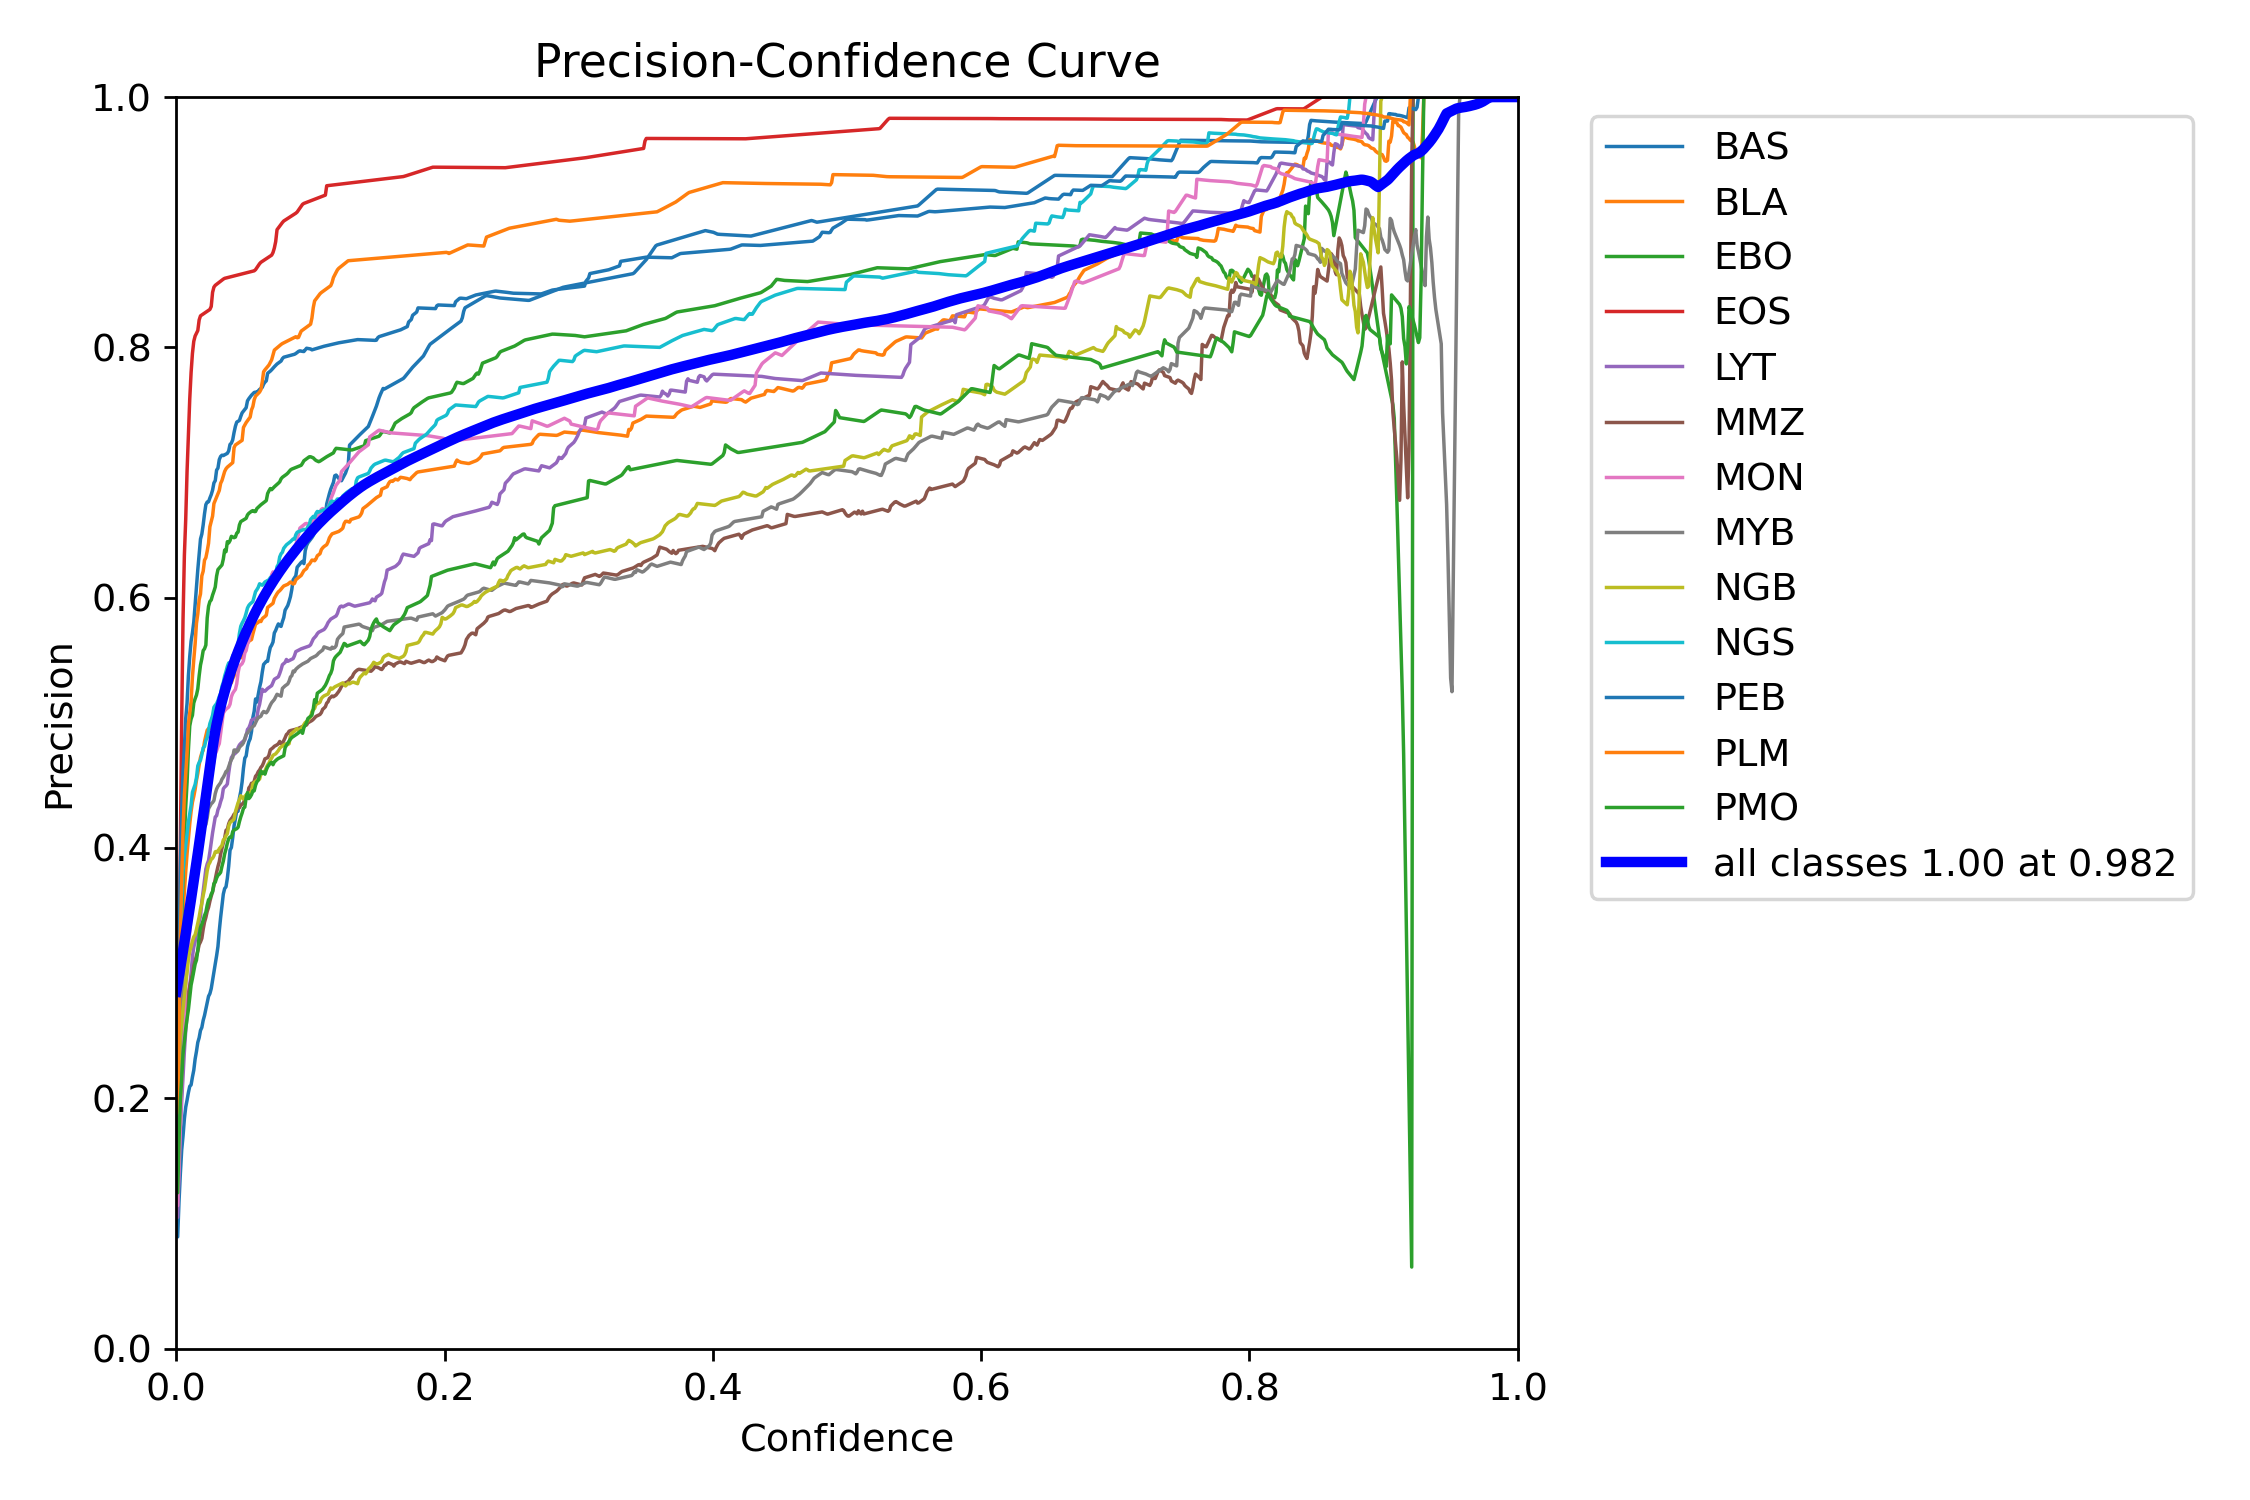 Precision-Confidence Curve
1.0
0.8
0.6
0.4
0.2
0.0
Precision
0.0 0.2 0.4 0.6 0.8 1.0
Confidence
BAS
BLA
EBO
EOS
LYT
MMZ
MON
MYB
NGB
NGS
PEB
PLM
PMO
all classes 1.00 at 0.982